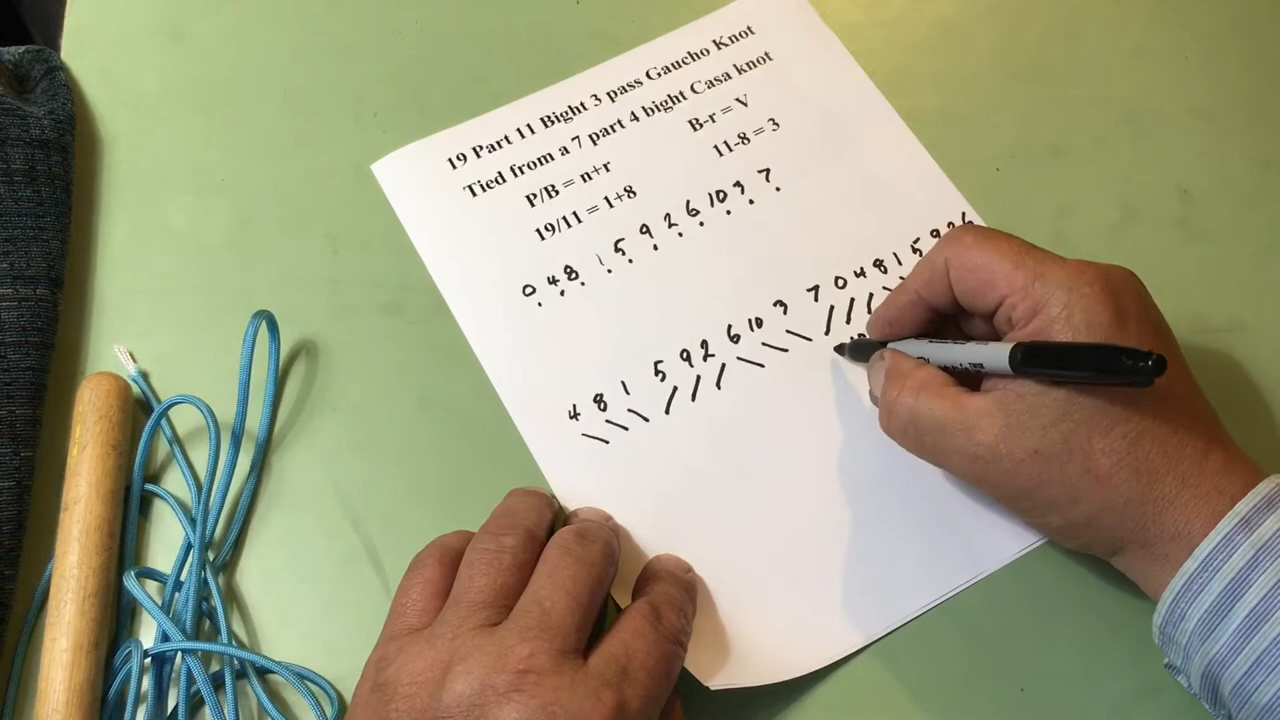 19 Part 11 Bight 3 pass Gaucho Knot
Tied from a 7 part 4 bight Casa knot
P/B = n+r
B-r = V
19/11 = 1+8
11-8 = 3
0 4 8 1 5 9 2 6 10 3 7
4 8 1 5 9 2 6 10 3 7 0 4 8 1 5 9 2 6